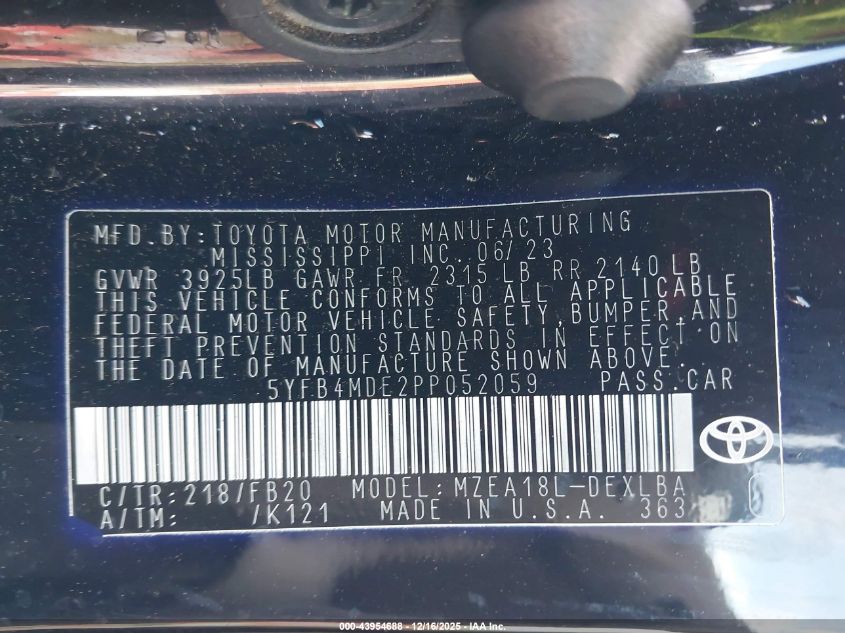 MFD.BY:TOYOTA MOTOR MANUFACTURING
MISSISSIPPI INC. 06/23
GVWR 3925LB GAWR FR 2315 LB RR 2140 LB
THIS VEHICLE CONFORMS TO ALL APPLICABLE
FEDERAL MOTOR VEHICLE SAFETY,BUMPER,AND
THEFT PREVENTION STANDARDS IN EFFECT ON
THE DATE OF MANUFACTURE SHOWN ABOVE.
5YFB4MDE2PP052059 PASS.CAR
C/TR:218/FB20 MODEL:MZEA18L-DEXLBA
A/TM: /K121 MADE IN U.S.A. 363
000-43954688 - 12/16/2025 - IAA Inc.